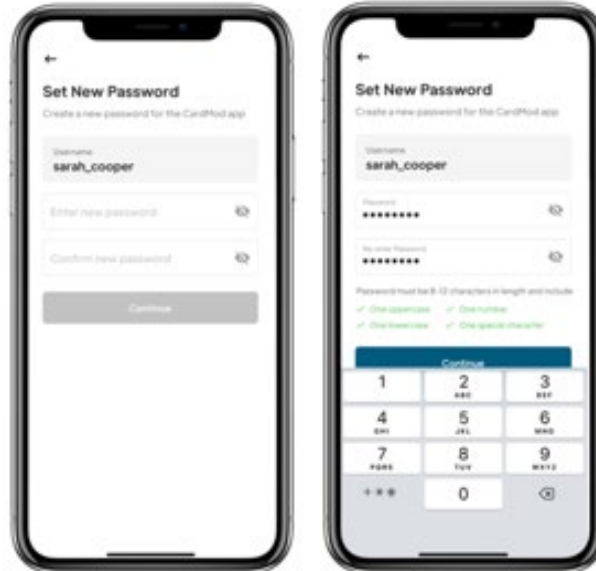 Set New Password
Create a new password for the CardMod app
Username
sarah_cooper
Enter new password
Confirm new password
Continue
Set New Password
Create a new password for the CardMod app
Username
sarah_cooper
Password
Re-enter Password
Password must be 8-12 characters in length and include
One uppercase One number
One lowercase One special character
Continue
1 2 3
ABC DEF
4 5 6
GHI JKL MNO
7 8 9
PQRS TUV WXYZ
+ * #
0